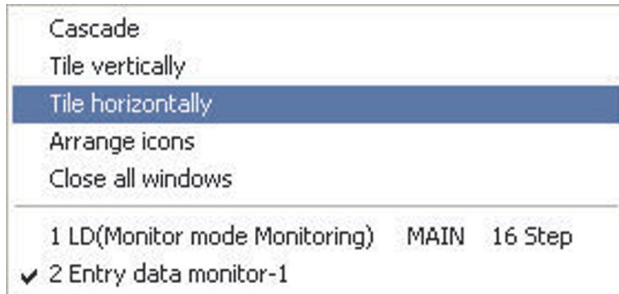 Cascade
Tile vertically
Tile horizontally
Arrange icons
Close all windows
1 LD(Monitor mode Monitoring) MAIN 16 Step
2 Entry data monitor-1